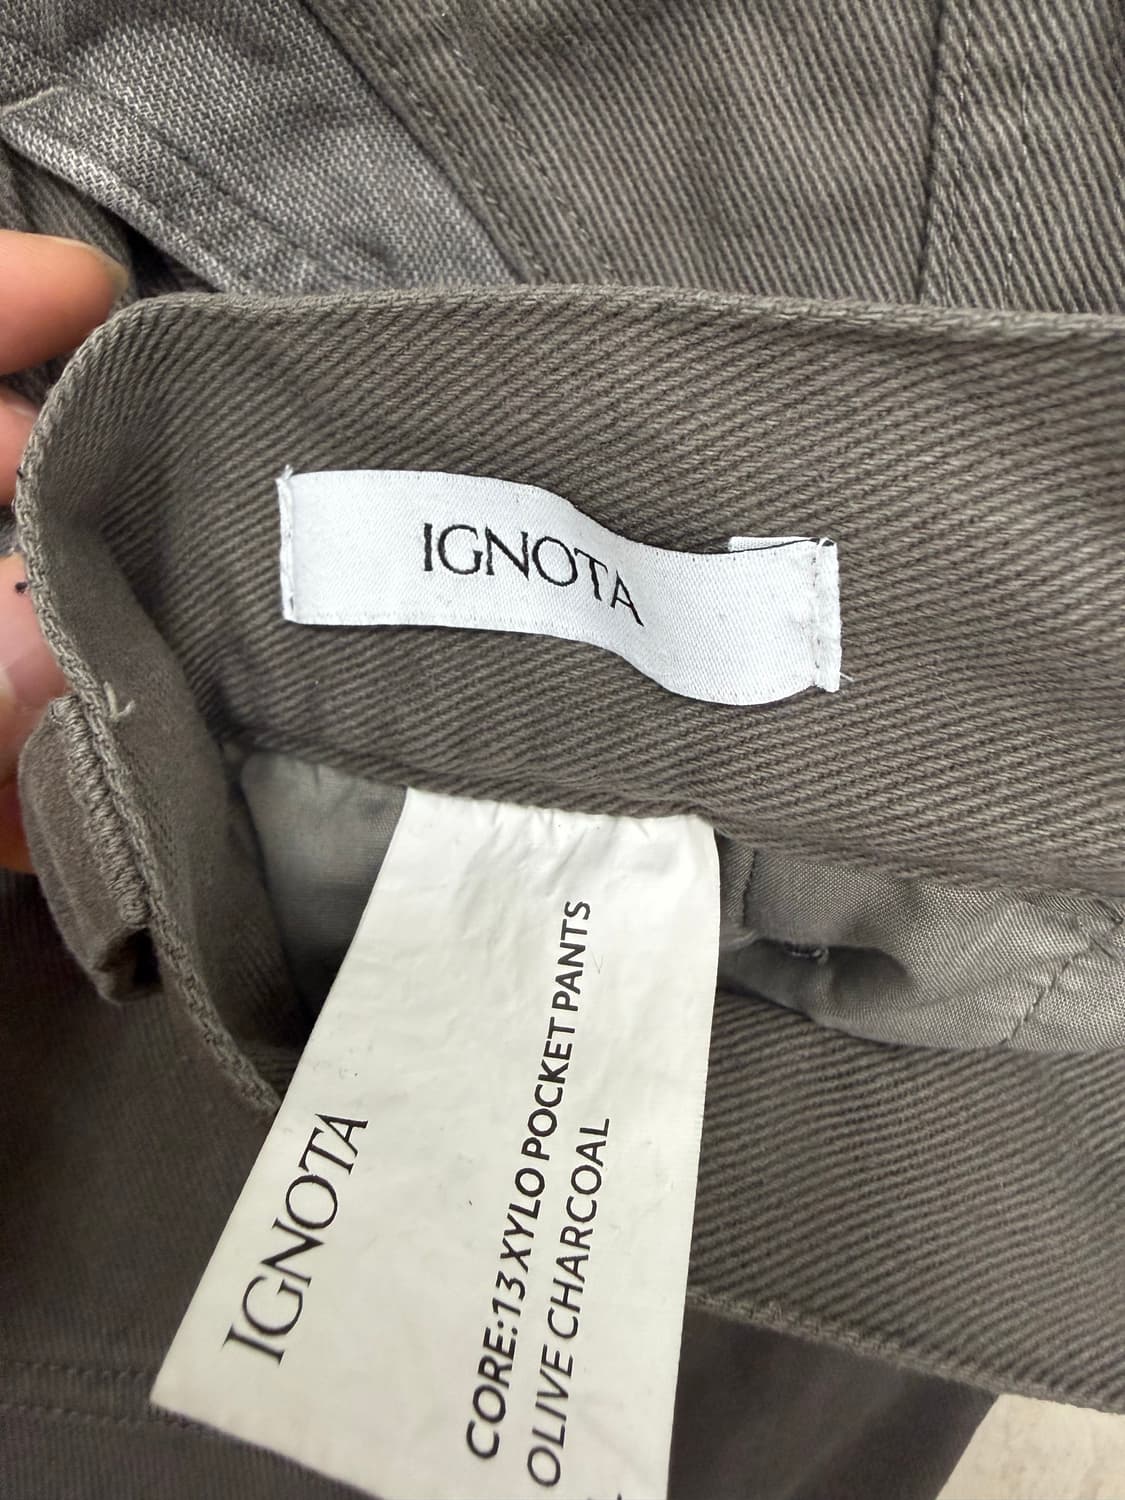 IGNOTA
IGNOTA
CORE:13 XYLO POCKET PANTS
OLIVE CHARCOAL